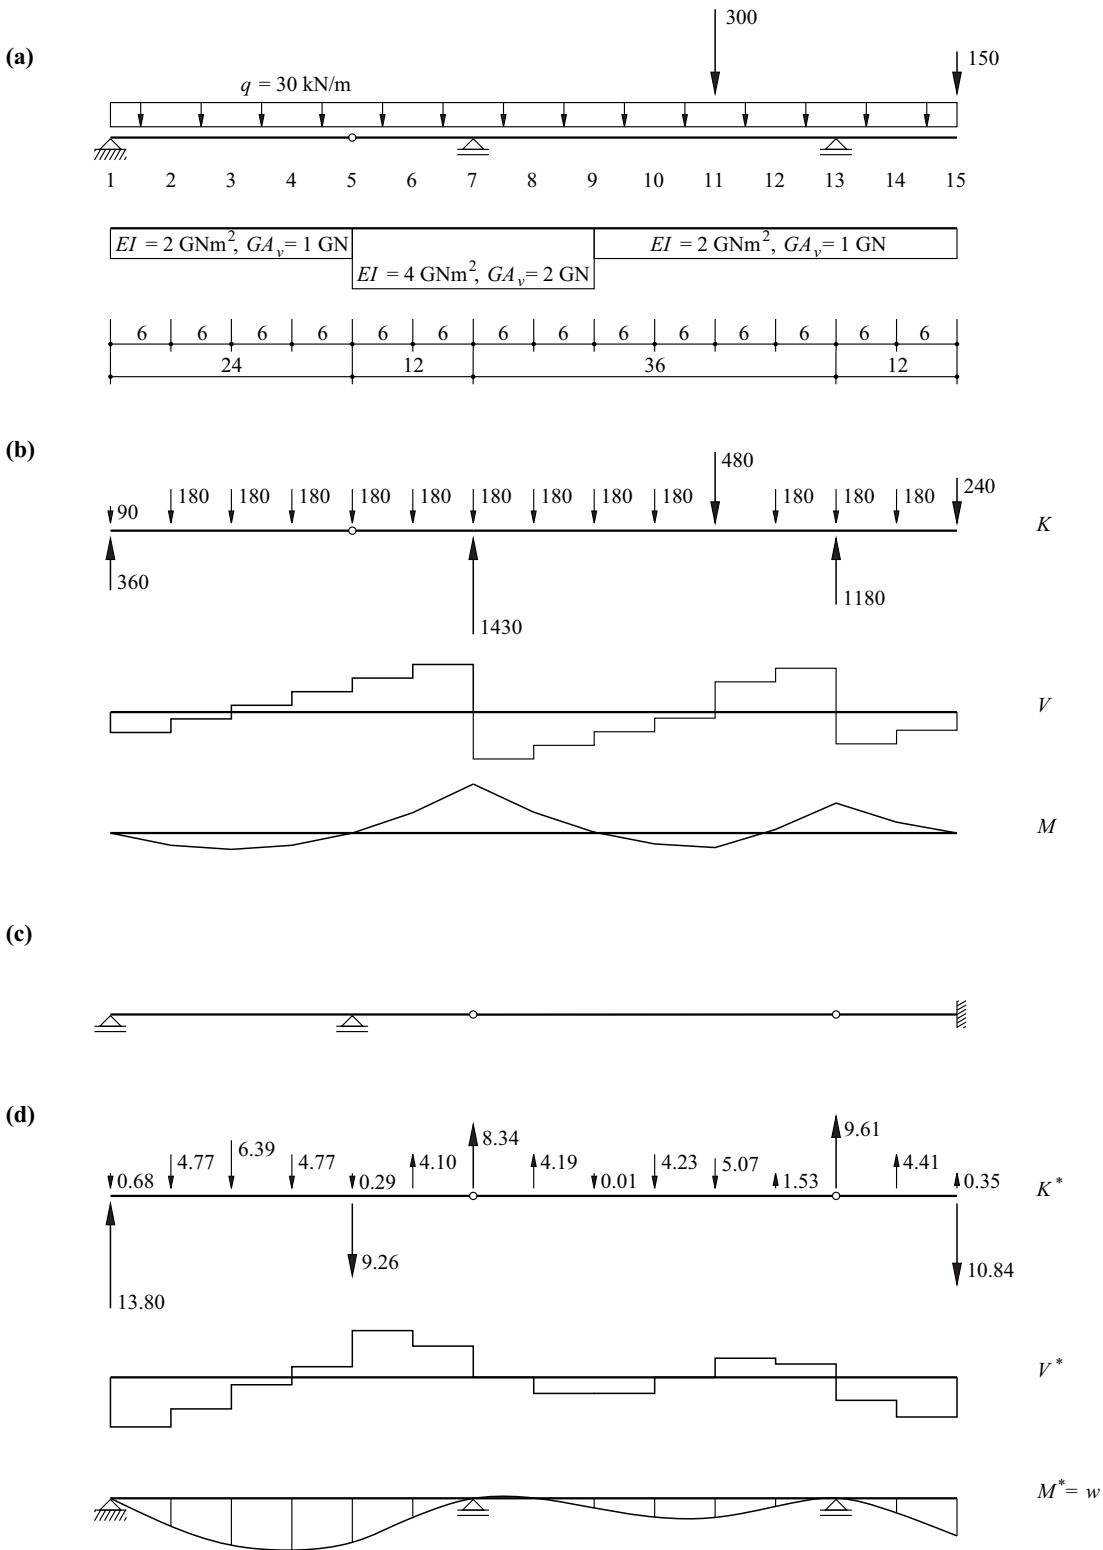 (a)
300
150
q = 30 kN/m
1 2 3 4 5 6 7 8 9 10 11 12 13 14 15
EI = 2 GNm², GAᵥ = 1 GN
EI = 2 GNm², GAᵥ = 1 GN
EI = 4 GNm², GAᵥ = 2 GN
6 6 6 6 6 6 6 6 6 6 6 6 6 6
24 12 36 12
(b)
480
90 180 180 180 180 180 180 180 180 180 180 180 180 240
K
360
1180
1430
V
M
(c)
(d)
0.68 4.77 6.39 4.77 0.29 4.10 8.34 4.19 0.01 4.23 5.07 1.53 9.61 4.41 0.35
K*
9.26
10.84
13.80
V*
M* = w